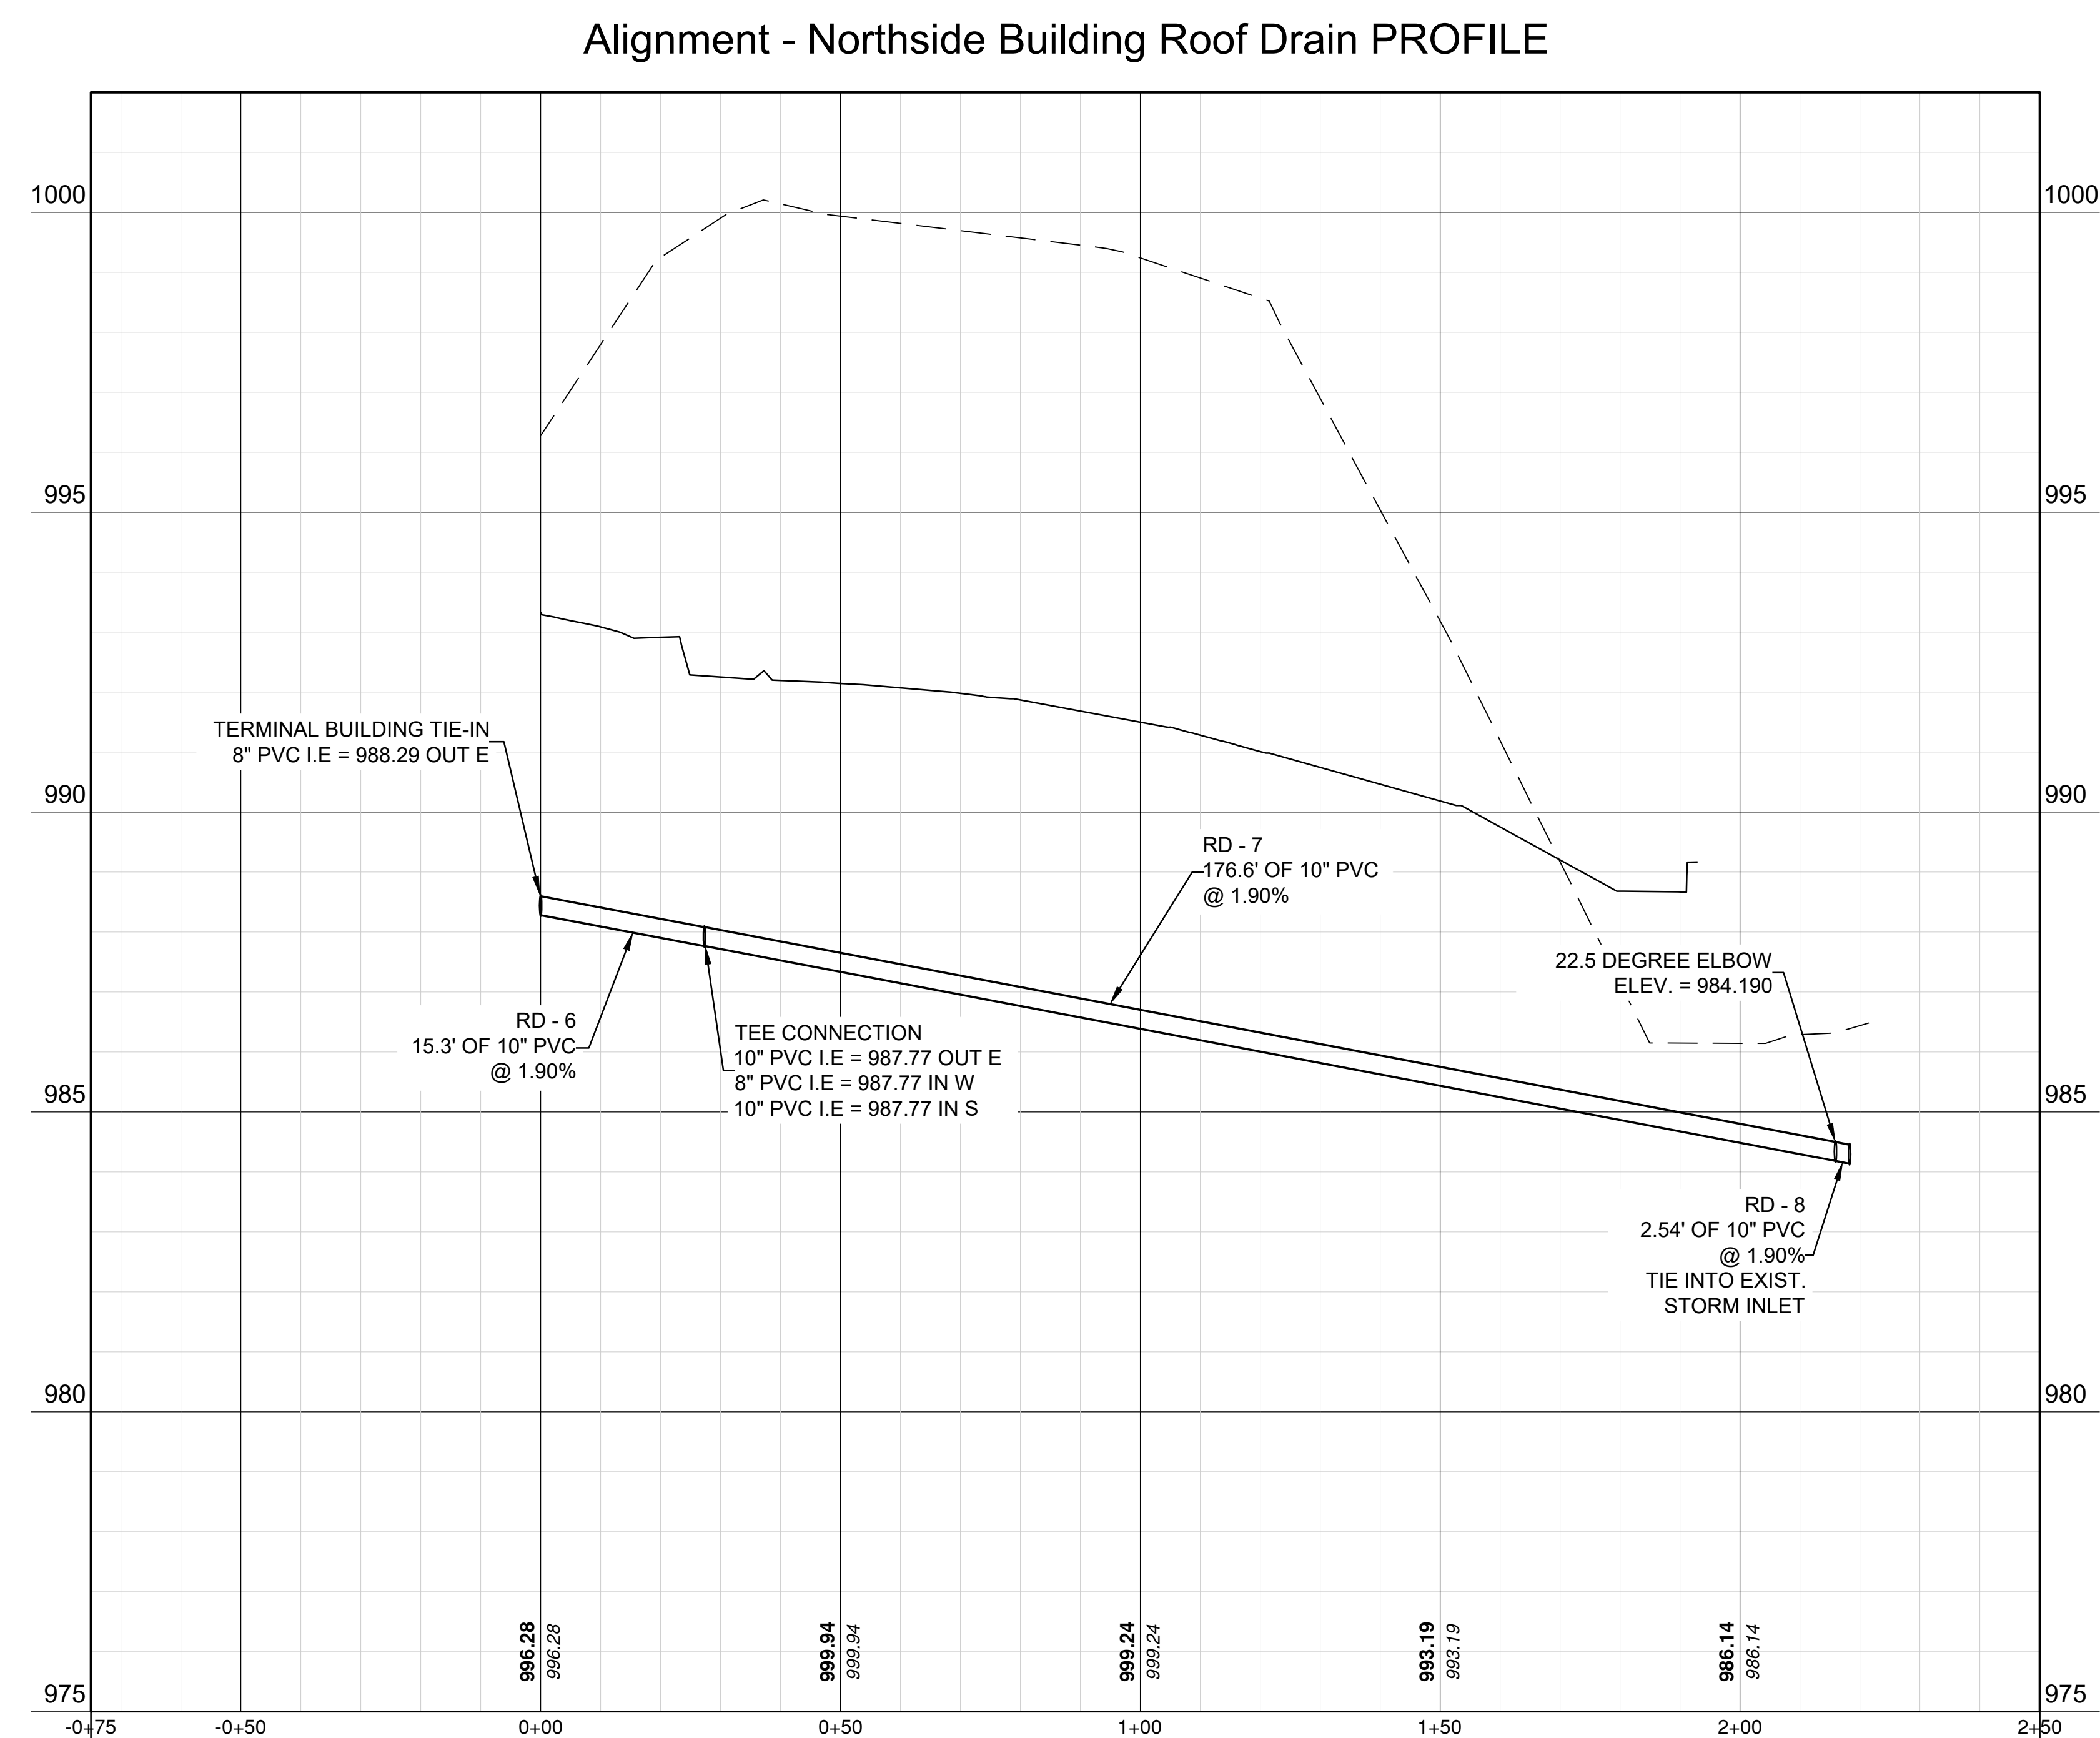 Alignment - Northside Building Roof Drain PROFILE
1000
1000
995
995
TERMINAL BUILDING TIE-IN
8" PVC I.E = 988.29 OUT E
990
990
RD - 7
176.6' OF 10" PVC
@ 1.90%
22.5 DEGREE ELBOW
ELEV. = 984.190
RD - 6
15.3' OF 10" PVC
@ 1.90%
TEE CONNECTION
10" PVC I.E = 987.77 OUT E
8" PVC I.E = 987.77 IN W
10" PVC I.E = 987.77 IN S
985
985
RD - 8
2.54' OF 10" PVC
@ 1.90%
TIE INTO EXIST.
STORM INLET
980
980
996.28
996.28
999.94
999.94
999.24
999.24
993.19
993.19
986.14
986.14
975
975
-0+75
-0+50
0+00
0+50
1+00
1+50
2+00
2+50